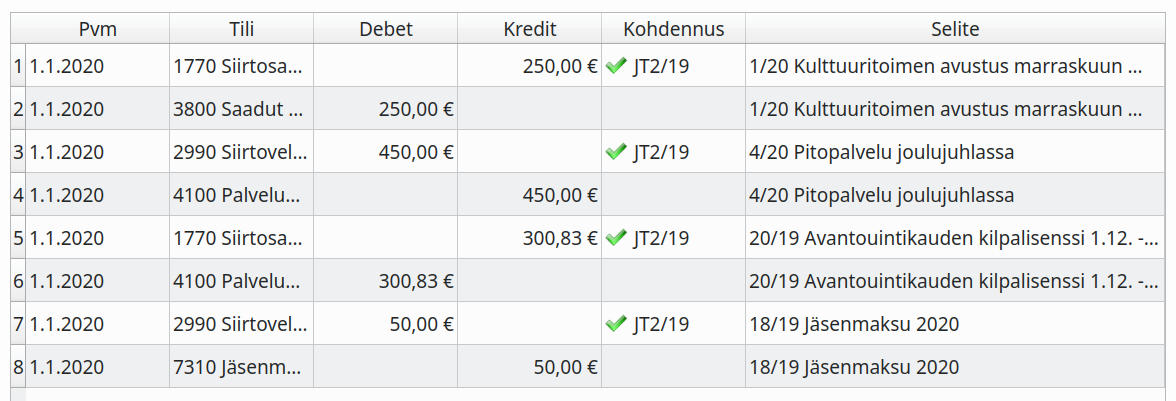 Pvm Tili Debet Kredit Kohdennus Selite
1 1.1.2020 1770 Siirtosa... 250,00 € JT2/19 1/20 Kulttuuritoimen avustus marraskuun ...
2 1.1.2020 3800 Saadut ... 250,00 € 1/20 Kulttuuritoimen avustus marraskuun ...
3 1.1.2020 2990 Siirtovel... 450,00 € JT2/19 4/20 Pitopalvelu joulujuhlassa
4 1.1.2020 4100 Palvelu... 450,00 € 4/20 Pitopalvelu joulujuhlassa
5 1.1.2020 1770 Siirtosa... 300,83 € JT2/19 20/19 Avantouintikauden kilpalisenssi 1.12. -...
6 1.1.2020 4100 Palvelu... 300,83 € 20/19 Avantouintikauden kilpalisenssi 1.12. -...
7 1.1.2020 2990 Siirtovel... 50,00 € JT2/19 18/19 Jäsenmaksu 2020
8 1.1.2020 7310 Jäsenm... 50,00 € 18/19 Jäsenmaksu 2020